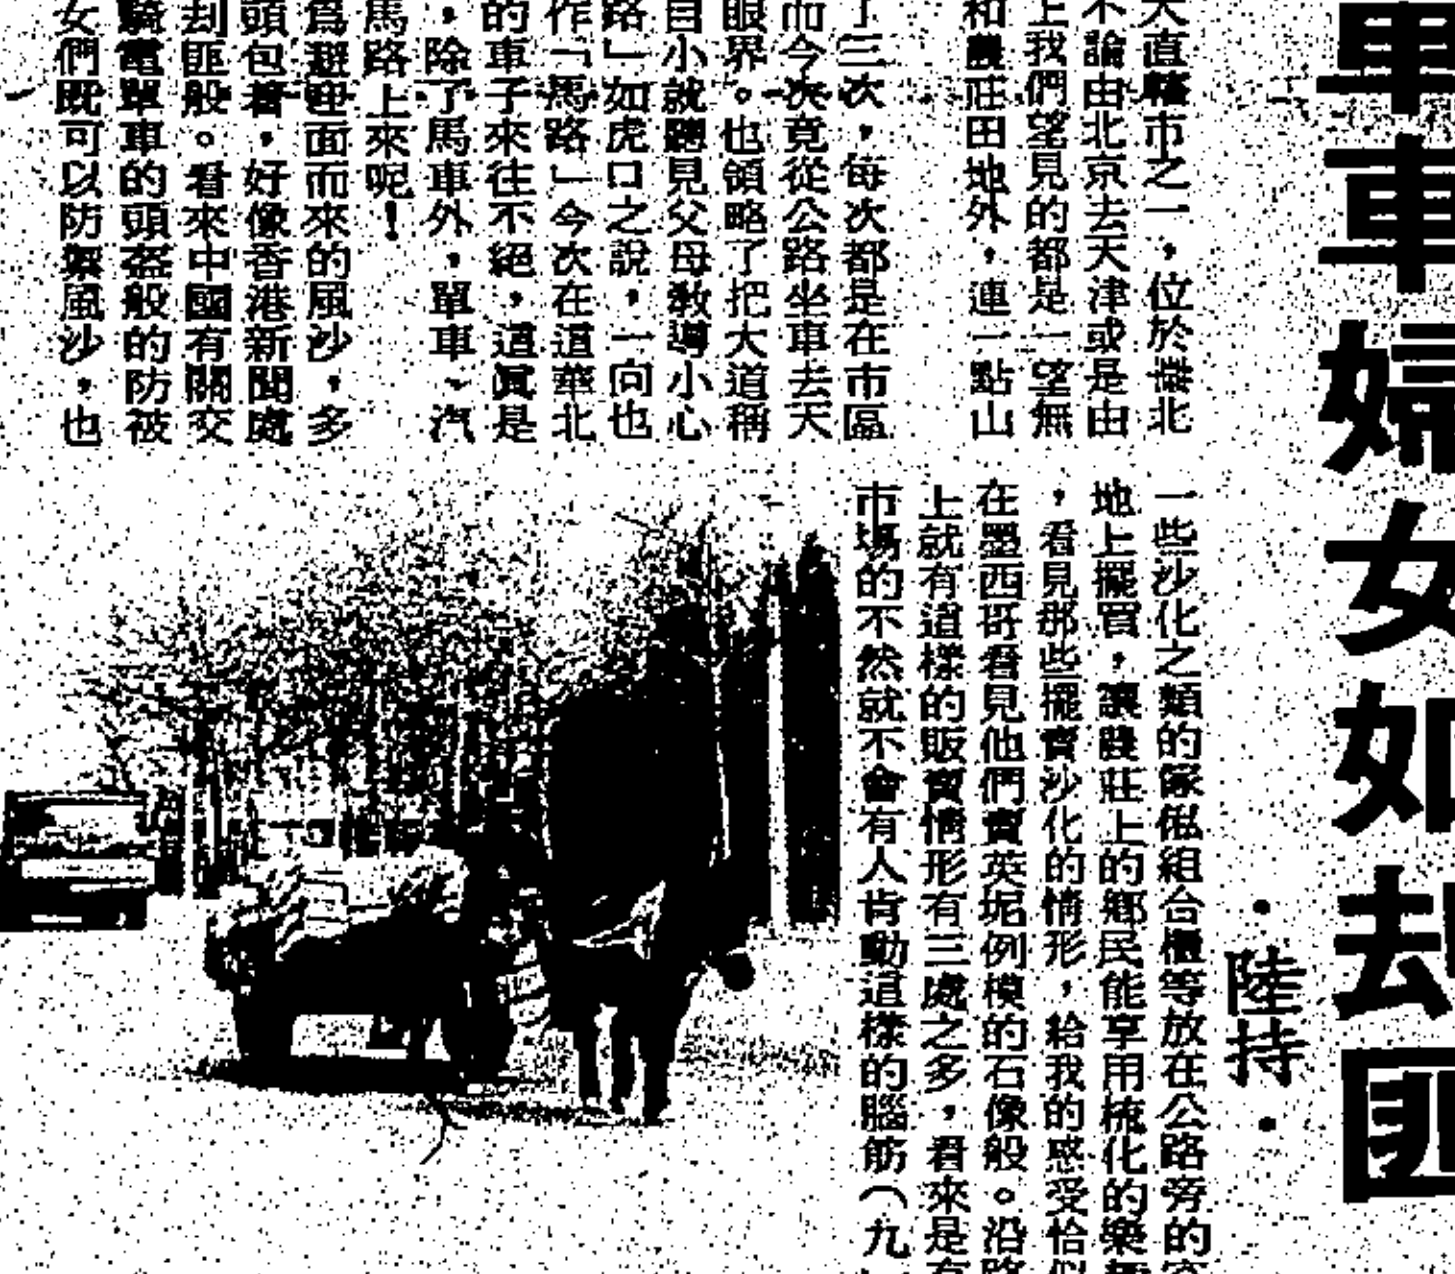 單車婦女如刦匪
·陸持·
大直轄市之一，位於華北
不論由北京去天津或是由
上我們望見的都是一望無
和農莊田地外，連一點山
了三次，每次都是在市區
而今次竟從公路坐車去天
眼界。也領略了把大道稱
自小就聽見父母教導小心
路」如虎口之說，一向也
作「馬路」今次在這華北
的車子來往不絕，這眞是
，除了馬車外，單車、汽
馬路上來呢！
爲避迎面而來的風沙，多
頭包着，好像香港新聞處
刦匪般。看來中國有關交
騎電單車的頭盔般的防被
女們既可以防禦風沙，也
一些沙化之類的傢俬組合櫃等放在公路旁的
地上擺買，讓農莊上的鄉民能享用梳化的樂
，看見那些擺賣沙化的情形，給我的感受恰似
在墨西哥看見他們賣英坭例模的石像般。沿路
上就有這樣的販賣情形有三處之多，看來是有
市場的不然就不會有人肯動這樣的腦筋（九